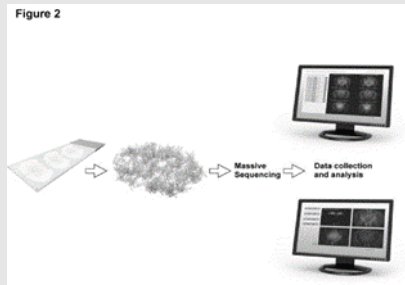 Figure 2
Massive
Sequencing
Data collection
and analysis